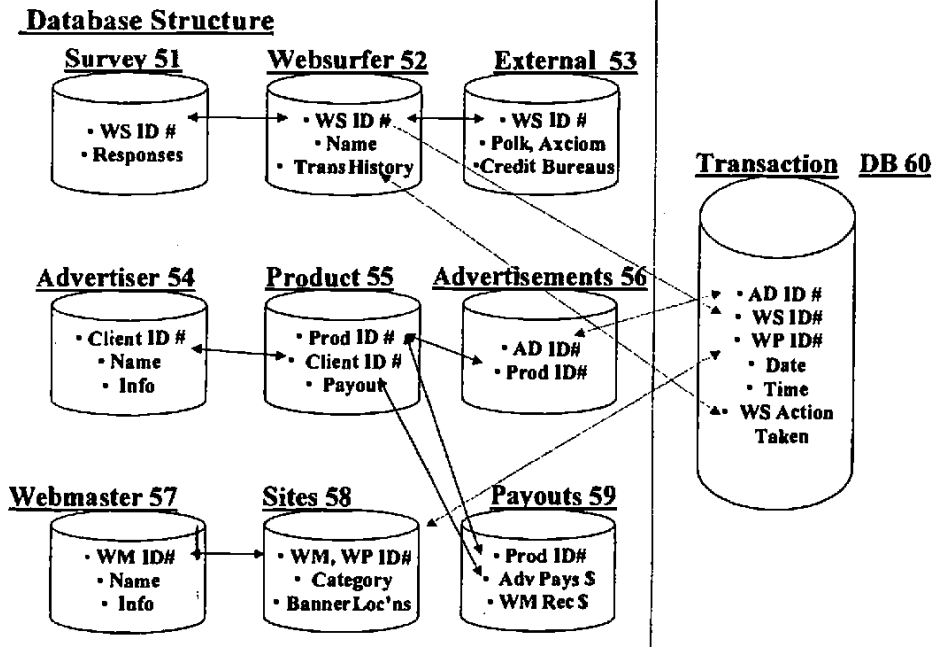 Database Structure
Survey 51
• WS ID #
• Responses
Websurfer 52
• WS ID #
• Name
• Trans History
External 53
• WS ID #
• Polk, Axciom
• Credit Bureaus
Advertiser 54
• Client ID #
• Name
• Info
Product 55
• Prod ID #
• Client ID #
• Payout
Advertisements 56
• AD ID#
• Prod ID#
Webmaster 57
• WM ID#
• Name
• Info
Sites 58
• WM, WP ID#
• Category
• Banner Loc'ns
Payouts 59
• Prod ID#
• Adv Pays $
• WM Rec $
Transaction DB 60
• AD ID #
• WS ID#
• WP ID#
• Date
• Time
• WS Action
Taken